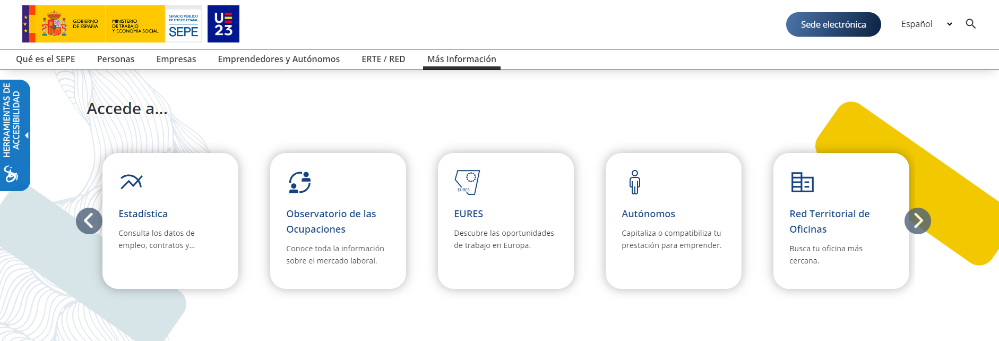 GOBIERNO
DE ESPAÑA
MINISTERIO
DE TRABAJO
Y ECONOMÍA SOCIAL
SERVICIO PÚBLICO
DE EMPLEO ESTATAL
SEPE
UE
23
Sede electrónica
Español
Qué es el SEPE
Personas
Empresas
Emprendedores y Autónomos
ERTE / RED
Más Información
HERRAMIENTAS DE
ACCESIBILIDAD
Accede a...
Estadística
Consulta los datos de
empleo, contratos y...
Observatorio de las
Ocupaciones
Conoce toda la información
sobre el mercado laboral.
EURES
EURES
Descubre las oportunidades
de trabajo en Europa.
Autónomos
Capitaliza o compatibiliza tu
prestación para emprender.
Red Territorial de
Oficinas
Busca tu oficina más
cercana.